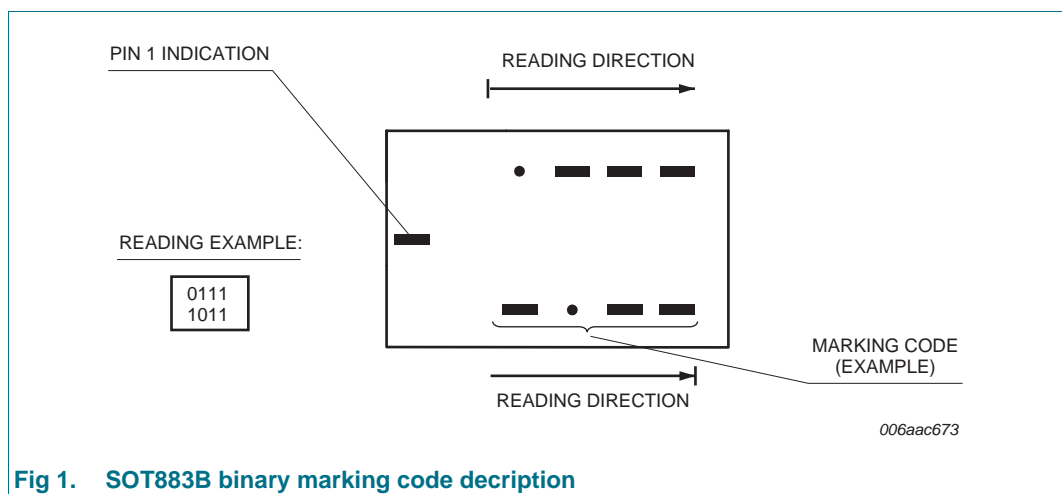 PIN 1 INDICATION
READING DIRECTION
READING EXAMPLE:
0111
1011
MARKING CODE
(EXAMPLE)
READING DIRECTION
006aac673
Fig 1. SOT883B binary marking code decription